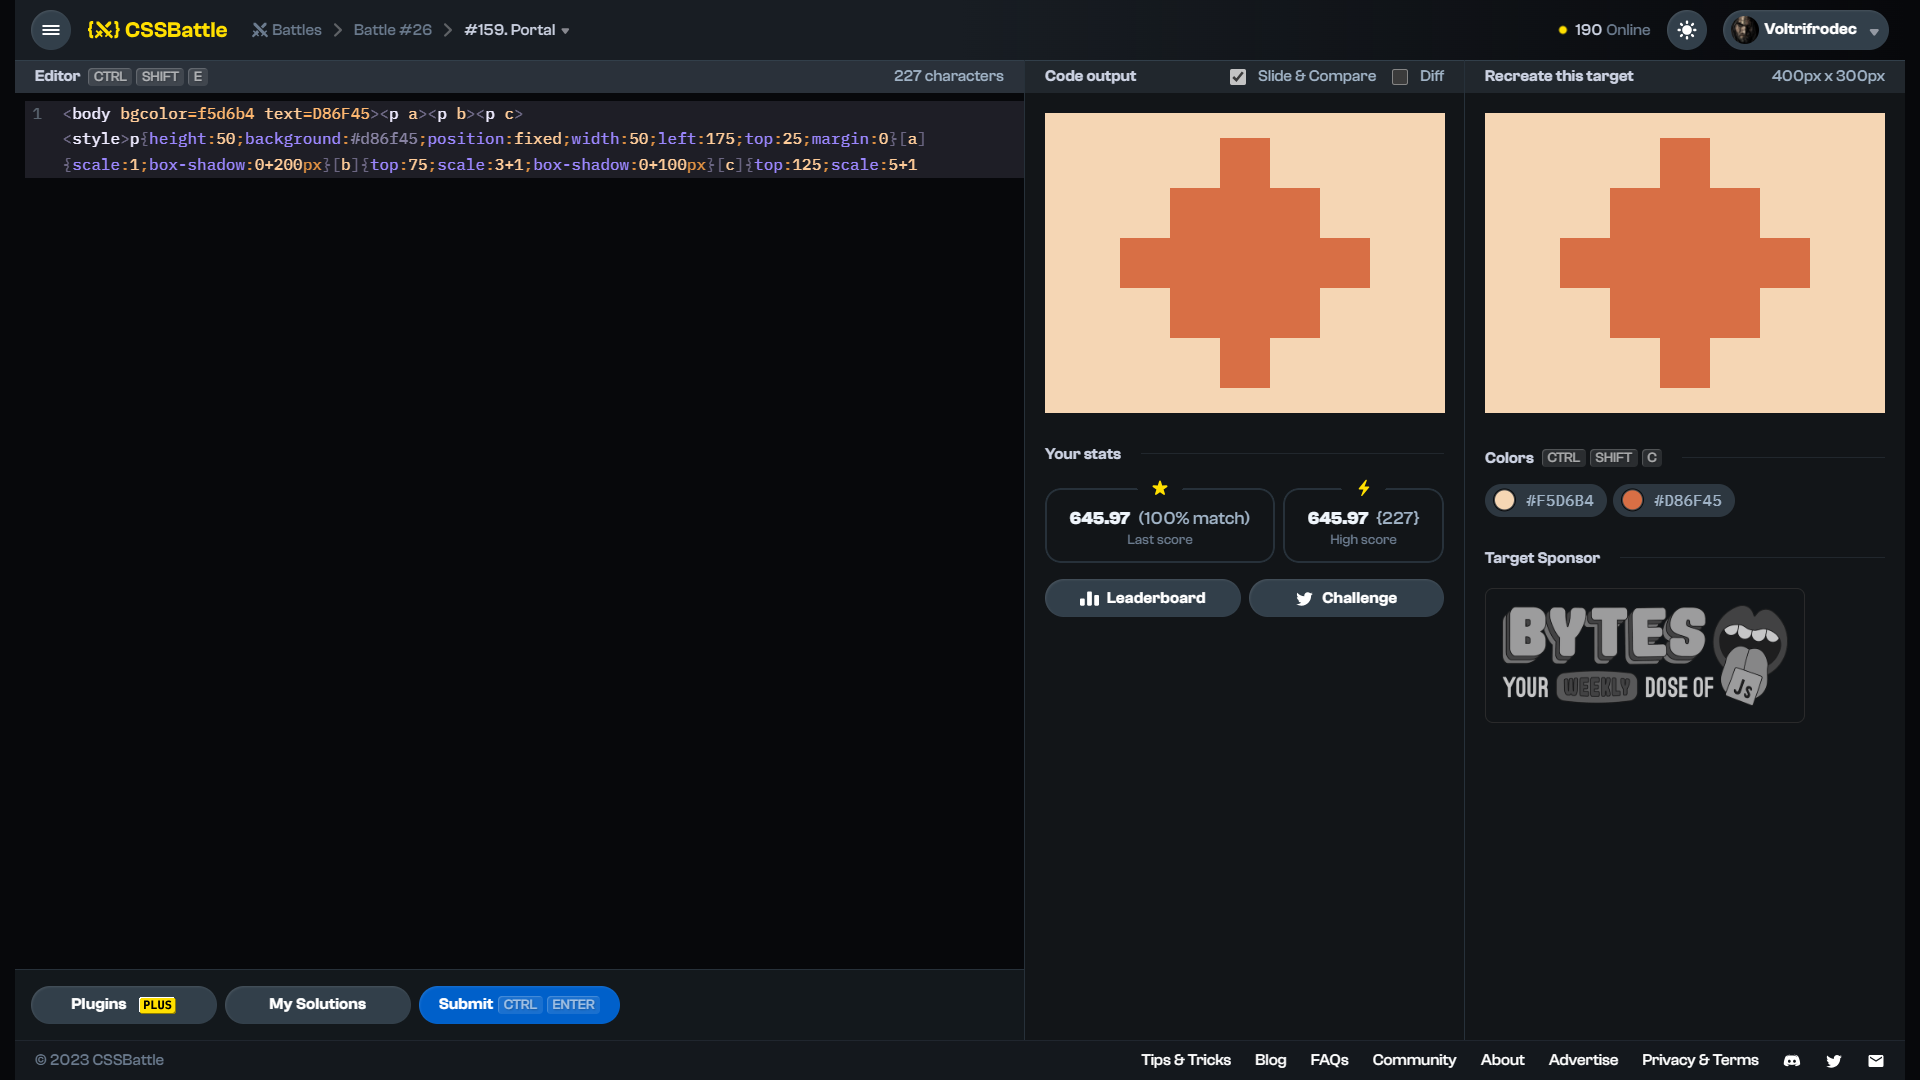 CSSBattle Battles Battle #26 #159. Portal 190 Online Voltrifrodec
Editor CTRL SHIFT E 227 characters
1 <body bgcolor=f5d6b4 text=D86F45><p a><p b><p c>
<style>p{height:50;background:#d86f45;position:fixed;width:50;left:175;top:25;margin:0}[a]
{scale:1;box-shadow:0+200px}[b]{top:75;scale:3+1;box-shadow:0+100px}[c]{top:125;scale:5+1
Plugins PLUS My Solutions Submit CTRL ENTER
Code output Slide & Compare Diff
Your stats
645.97 (100% match)
Last score
645.97 {227}
High score
Leaderboard Challenge
Recreate this target 400px x 300px
Colors CTRL SHIFT C
#F5D6B4 #D86F45
Target Sponsor
BYTES
YOUR WEEKLY DOSE OF JS
© 2023 CSSBattle Tips & Tricks Blog FAQs Community About Advertise Privacy & Terms